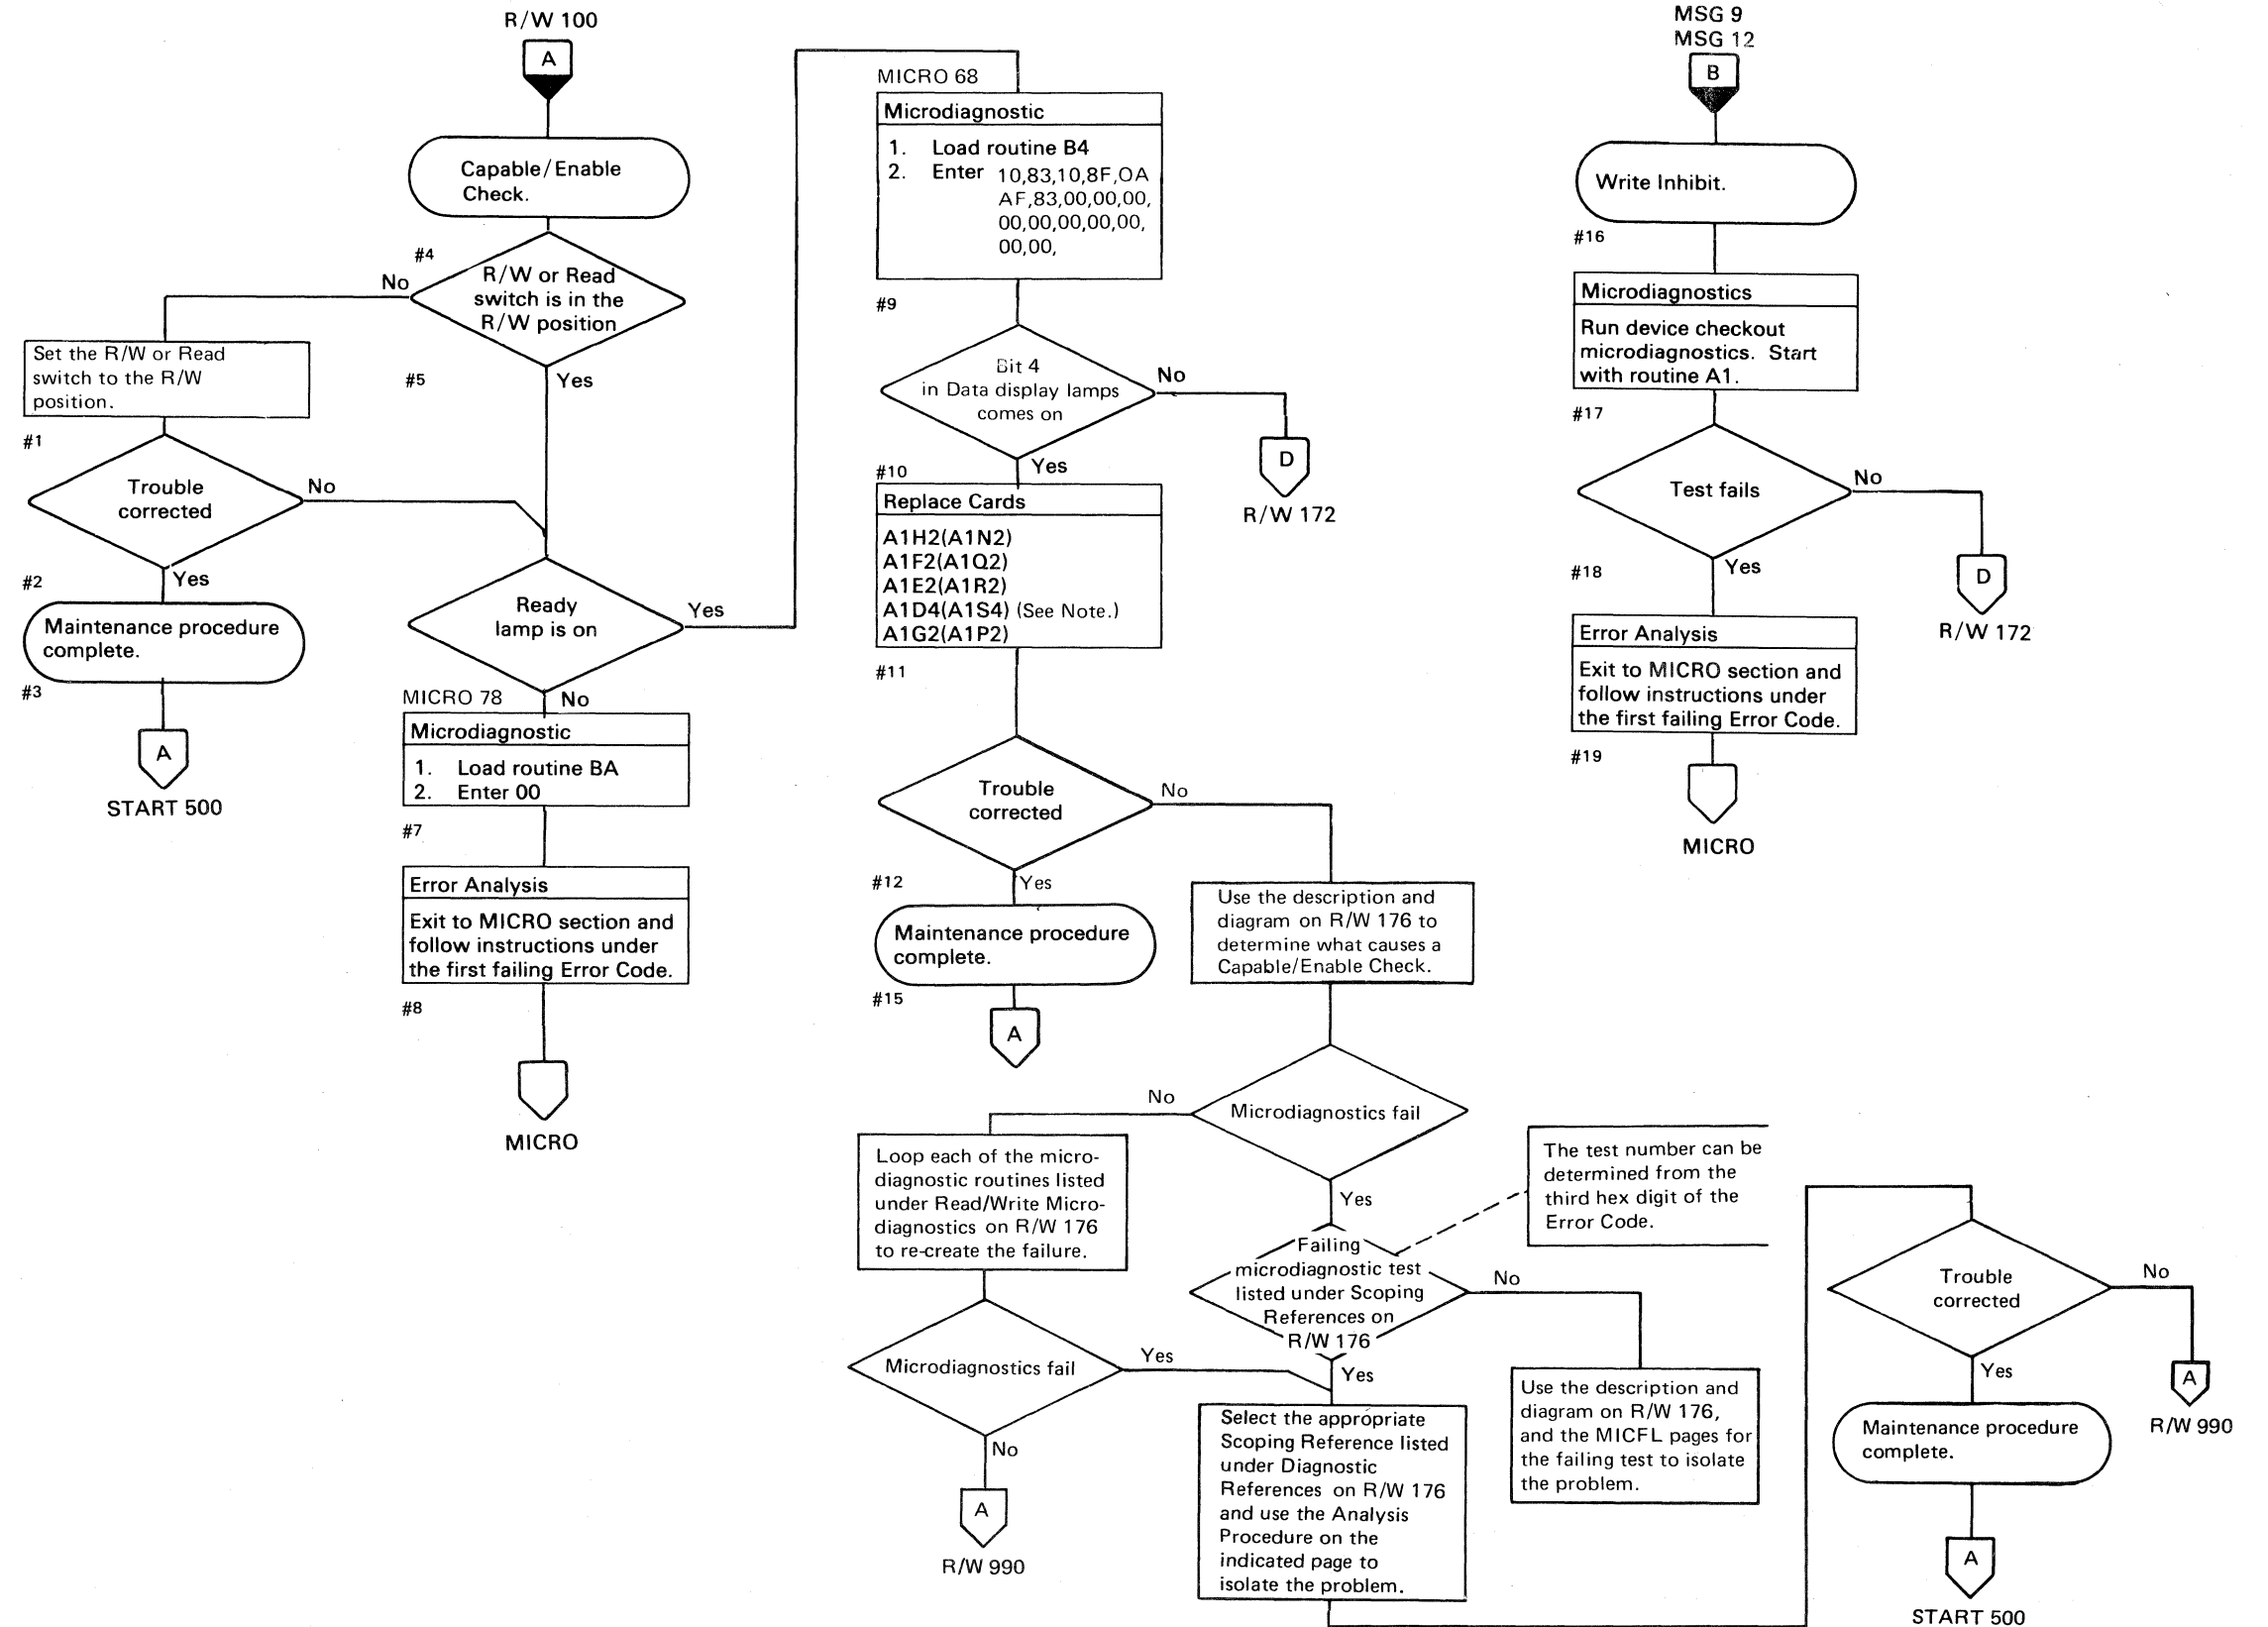 R/W 100
A
Capable/Enable
Check.
#4
R/W or Read
switch is in the
R/W position
No
Yes
#5
Set the R/W or Read
switch to the R/W
position.
#1
Trouble
corrected
No
Yes
#2
Maintenance procedure
complete.
#3
A
START 500
Ready
lamp is on
Yes
No
MICRO 78
Microdiagnostic
1. Load routine BA
2. Enter 00
#7
Error Analysis
Exit to MICRO section and
follow instructions under
the first failing Error Code.
#8
MICRO
MICRO 68
Microdiagnostic
1. Load routine B4
2. Enter 10,83,10,8F,OA
AF,83,00,00,00,
00,00,00,00,00,
00,00,
#9
Bit 4
in Data display lamps
comes on
No
D
R/W 172
Yes
#10
Replace Cards
A1H2(A1N2)
A1F2(A1Q2)
A1E2(A1R2)
A1D4(A1S4) (See Note.)
A1G2(A1P2)
#11
Trouble
corrected
No
Yes
#12
Maintenance procedure
complete.
#15
A
Use the description and
diagram on R/W 176 to
determine what causes a
Capable/Enable Check.
Microdiagnostics fail
No
Yes
Loop each of the micro-
diagnostic routines listed
under Read/Write Micro-
diagnostics on R/W 176
to re-create the failure.
Microdiagnostics fail
Yes
No
A
R/W 990
Failing
microdiagnostic test
listed under Scoping
References on
R/W 176
No
Yes
The test number can be
determined from the
third hex digit of the
Error Code.
Select the appropriate
Scoping Reference listed
under Diagnostic
References on R/W 176
and use the Analysis
Procedure on the
indicated page to
isolate the problem.
Use the description and
diagram on R/W 176,
and the MICFL pages for
the failing test to isolate
the problem.
MSG 9
MSG 12
B
Write Inhibit.
#16
Microdiagnostics
Run device checkout
microdiagnostics. Start
with routine A1.
#17
Test fails
No
D
R/W 172
Yes
#18
Error Analysis
Exit to MICRO section and
follow instructions under
the first failing Error Code.
#19
MICRO
Trouble
corrected
No
A
R/W 990
Yes
Maintenance procedure
complete.
A
START 500